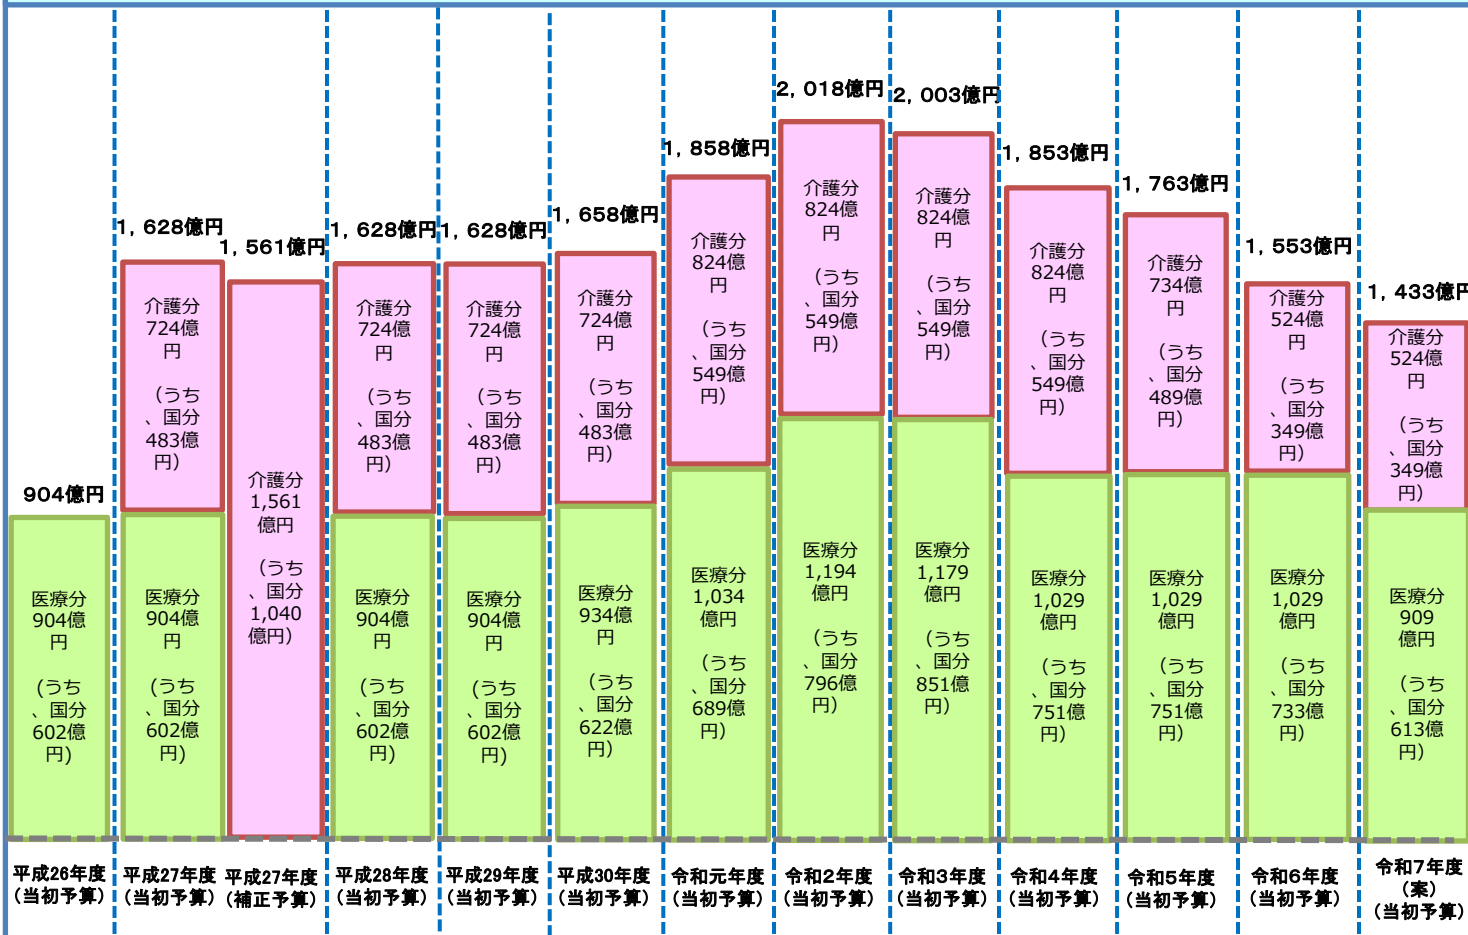 904億円
医療分
904億
円
(うち
、国分
602億
円)
平成26年度
(当初予算)
1,628億円
介護分
724億
円
(うち
、国分
483億
円)
医療分
904億
円
(うち
、国分
602億
円)
平成27年度
(当初予算)
1,561億円
介護分
1,561
億円
(うち
、国分
1,040
億円)
平成27年度
(補正予算)
1,628億円
介護分
724億
円
(うち
、国分
483億
円)
医療分
904億
円
(うち
、国分
602億
円)
平成28年度
(当初予算)
1,628億円
介護分
724億
円
(うち
、国分
483億
円)
医療分
904億
円
(うち
、国分
602億
円)
平成29年度
(当初予算)
1,658億円
介護分
724億
円
(うち
、国分
483億
円)
医療分
934億
円
(うち
、国分
622億
円)
平成30年度
(当初予算)
1,858億円
介護分
824億
円
(うち
、国分
549億
円)
医療分
1,034
億円
(うち
、国分
689億
円)
令和元年度
(当初予算)
2,018億円
介護分
824億
円
(うち
、国分
549億
円)
医療分
1,194
億円
(うち
、国分
796億
円)
令和2年度
(当初予算)
2,003億円
介護分
824億
円
(うち
、国分
549億
円)
医療分
1,179
億円
(うち
、国分
851億
円)
令和3年度
(当初予算)
1,853億円
介護分
824億
円
(うち
、国分
549億
円)
医療分
1,029
億円
(うち
、国分
751億
円)
令和4年度
(当初予算)
1,763億円
介護分
734億
円
(うち
、国分
489億
円)
医療分
1,029
億円
(うち
、国分
751億
円)
令和5年度
(当初予算)
1,553億円
介護分
524億
円
(うち
、国分
349億
円)
医療分
1,029
億円
(うち
、国分
733億
円)
令和6年度
(当初予算)
1,433億円
介護分
524億
円
(うち
、国分
349億
円)
医療分
909
億円
(うち
、国分
613億
円)
令和7年度
(案)
(当初予算)